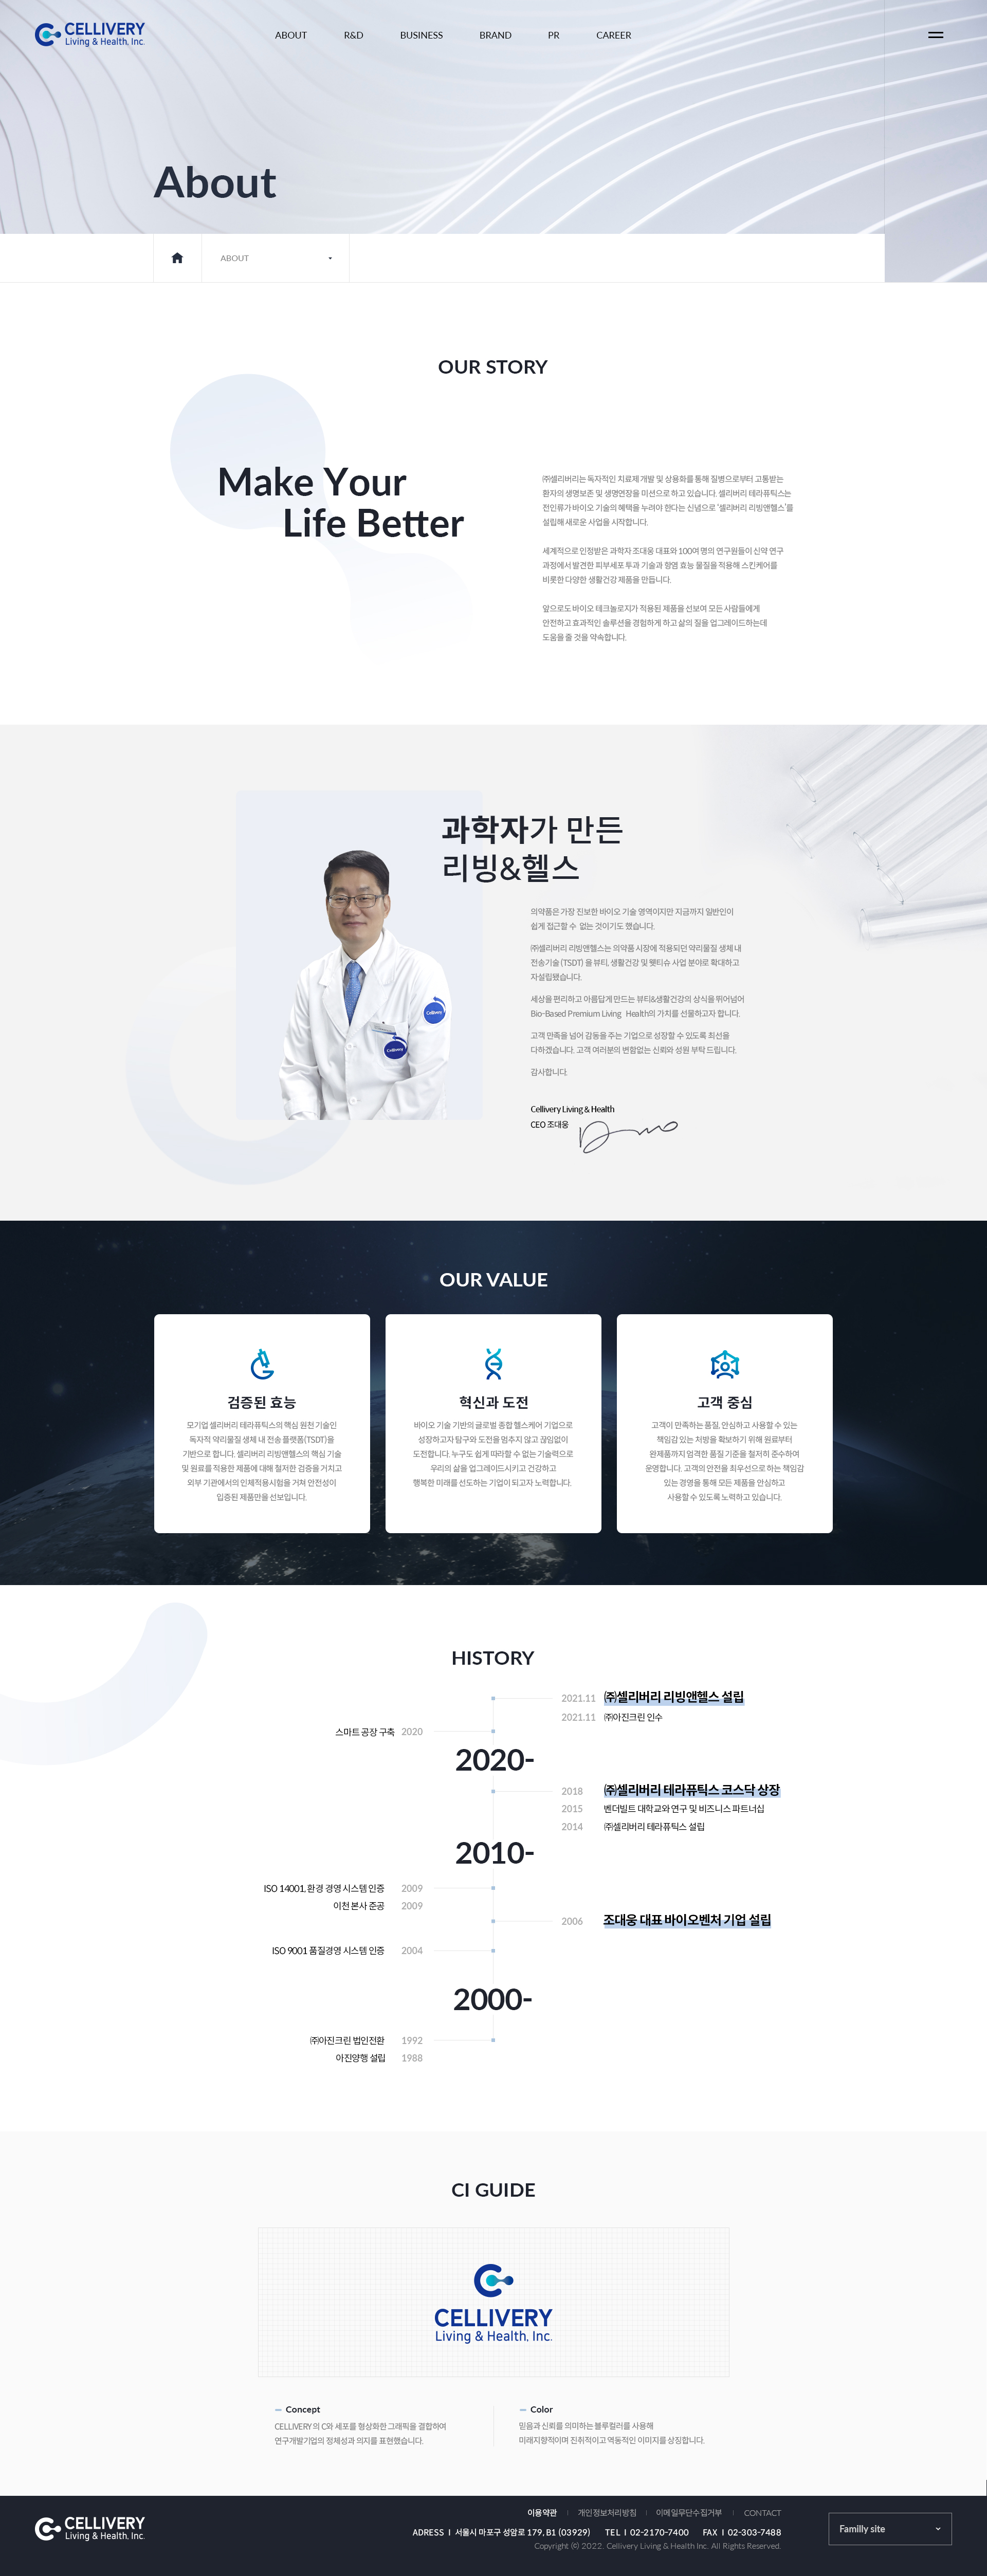 CELLIVERY
Living & Health, Inc.
ABOUT
R&D
BUSINESS
BRAND
PR
CAREER
About
ABOUT
OUR STORY
Make Your
Life Better
㈜셀리버리는 독자적인 치료제 개발 및 상용화를 통해 질병으로부터 고통받는
환자의 생명보존 및 생명연장을 미션으로 하고 있습니다. 셀리버리 테라퓨틱스는
전인류가 바이오 기술의 혜택을 누려야 한다는 신념으로 ‘셀리버리 리빙앤헬스’를
설립해 새로운 사업을 시작합니다.
세계적으로 인정받은 과학자 조대웅 대표와 100여 명의 연구원들이 신약 연구
과정에서 발견한 피부세포 투과 기술과 항염 효능 물질을 적용해 스킨케어를
비롯한 다양한 생활건강 제품을 만듭니다.
앞으로도 바이오 테크놀로지가 적용된 제품을 선보여 모든 사람들에게
안전하고 효과적인 솔루션을 경험하게 하고 삶의 질을 업그레이드하는데
도움을 줄 것을 약속합니다.
과학자가 만든
리빙&헬스
의약품은 가장 진보한 바이오 기술 영역이지만 지금까지 일반인이
쉽게 접근할 수 없는 것이기도 했습니다.
㈜셀리버리 리빙앤헬스는 의약품 시장에 적용되던 약리물질 생체 내
전송기술 (TSDT) 을 뷰티, 생활건강 및 펫티슈 사업 분야로 확대하고
자설립됐습니다.
세상을 편리하고 아름답게 만드는 뷰티&생활건강의 상식을 뛰어넘어
Bio-Based Premium Living Health의 가치를 선물하고자 합니다.
고객 만족을 넘어 감동을 주는 기업으로 성장할 수 있도록 최선을
다하겠습니다. 고객 여러분의 변함없는 신뢰와 성원 부탁 드립니다.
감사합니다.
Cellivery Living & Health
CEO 조대웅
Cellivery
Cellivery
OUR VALUE
검증된 효능
모기업 셀리버리 테라퓨틱스의 핵심 원천 기술인
독자적 약리물질 생체 내 전송 플랫폼(TSDT)을
기반으로 합니다. 셀리버리 리빙앤헬스의 핵심 기술
및 원료를 적용한 제품에 대해 철저한 검증을 거치고
외부 기관에서의 인체적용시험을 거쳐 안전성이
입증된 제품만을 선보입니다.
혁신과 도전
바이오 기술 기반의 글로벌 종합 헬스케어 기업으로
성장하고자 탐구와 도전을 멈추지 않고 끊임없이
도전합니다. 누구도 쉽게 따라할 수 없는 기술력으로
우리의 삶을 업그레이드시키고 건강하고
행복한 미래를 선도하는 기업이 되고자 노력합니다.
고객 중심
고객이 만족하는 품질, 안심하고 사용할 수 있는
책임감 있는 처방을 확보하기 위해 원료부터
완제품까지 엄격한 품질 기준을 철저히 준수하여
운영합니다. 고객의 안전을 최우선으로 하는 책임감
있는 경영을 통해 모든 제품을 안심하고
사용할 수 있도록 노력하고 있습니다.
HISTORY
2021.11 ㈜셀리버리 리빙앤헬스 설립
2021.11 ㈜아진크린 인수
스마트 공장 구축 2020
2020-
2018 ㈜셀리버리 테라퓨틱스 코스닥 상장
2015 벤더빌트 대학교와 연구 및 비즈니스 파트너십
2014 ㈜셀리버리 테라퓨틱스 설립
2010-
ISO 14001, 환경 경영 시스템 인증 2009
이천 본사 준공 2009
2006 조대웅 대표 바이오벤처 기업 설립
ISO 9001 품질경영 시스템 인증 2004
2000-
㈜아진크린 법인전환 1992
아진양행 설립 1988
CI GUIDE
CELLIVERY
Living & Health, Inc.
Concept
CELLIVERY의 C와 세포를 형상화한 그래픽을 결합하여
연구개발기업의 정체성과 의지를 표현했습니다.
Color
믿음과 신뢰를 의미하는 블루컬러를 사용해
미래지향적이며 진취적이고 역동적인 이미지를 상징합니다.
CELLIVERY
Living & Health, Inc.
이용약관 | 개인정보처리방침 | 이메일무단수집거부 | CONTACT
ADRESS | 서울시 마포구 성암로 179, B1 (03929) TEL | 02-2170-7400 FAX | 02-303-7488
Copyright (©) 2022. Cellivery Living & Health Inc. All Rights Reserved.
Familly site